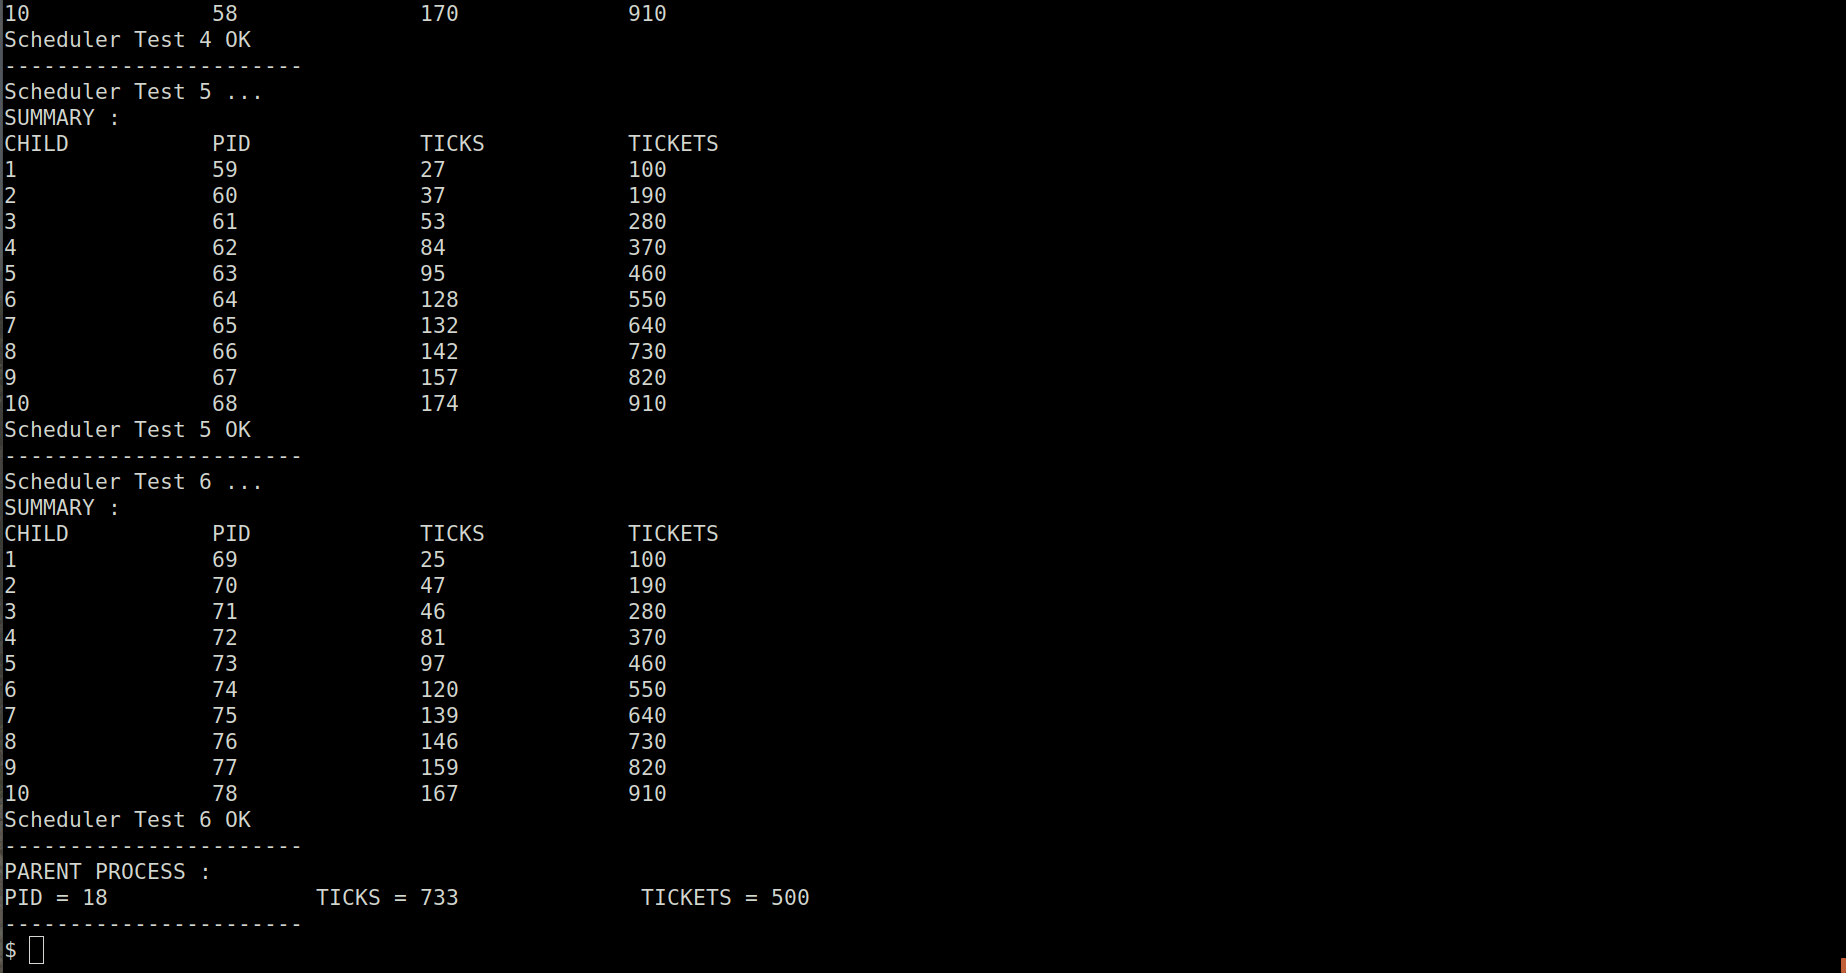 10 58 170 910
Scheduler Test 4 OK
-----------------------
Scheduler Test 5 ...
SUMMARY :
CHILD PID TICKS TICKETS
1 59 27 100
2 60 37 190
3 61 53 280
4 62 84 370
5 63 95 460
6 64 128 550
7 65 132 640
8 66 142 730
9 67 157 820
10 68 174 910
Scheduler Test 5 OK
-----------------------
Scheduler Test 6 ...
SUMMARY :
CHILD PID TICKS TICKETS
1 69 25 100
2 70 47 190
3 71 46 280
4 72 81 370
5 73 97 460
6 74 120 550
7 75 139 640
8 76 146 730
9 77 159 820
10 78 167 910
Scheduler Test 6 OK
-----------------------
PARENT PROCESS :
PID = 18 TICKS = 733 TICKETS = 500
-----------------------
$